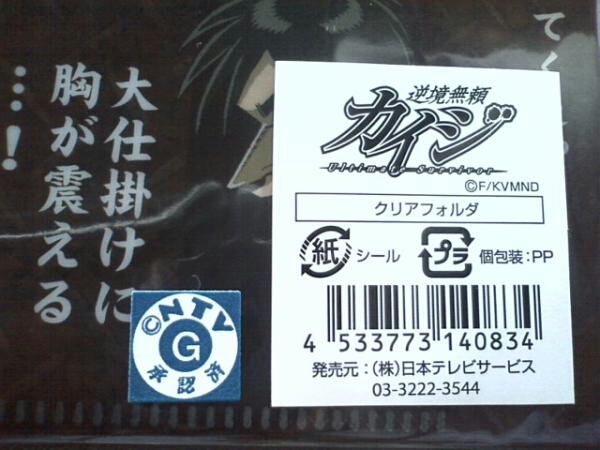 大仕掛けに
胸が震える
…!
逆境無頼
カイジ
Ultimate Survivor
©F/KVMND
クリアフォルダ
紙 シール
プラ 個包装:PP
4 533773 140834
発売元:(株)日本テレビサービス
03-3222-3544
©NTV
G
承認済
て